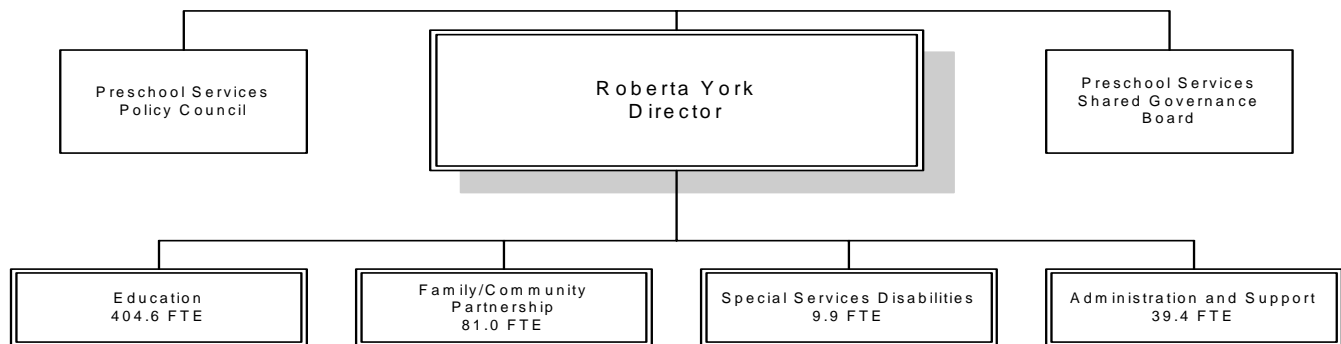 Preschool Services
Policy Council
Roberta York
Director
Preschool Services
Shared Governance
Board
Education
404.6 FTE
Family/Community
Partnership
81.0 FTE
Special Services Disabilities
9.9 FTE
Administration and Support
39.4 FTE